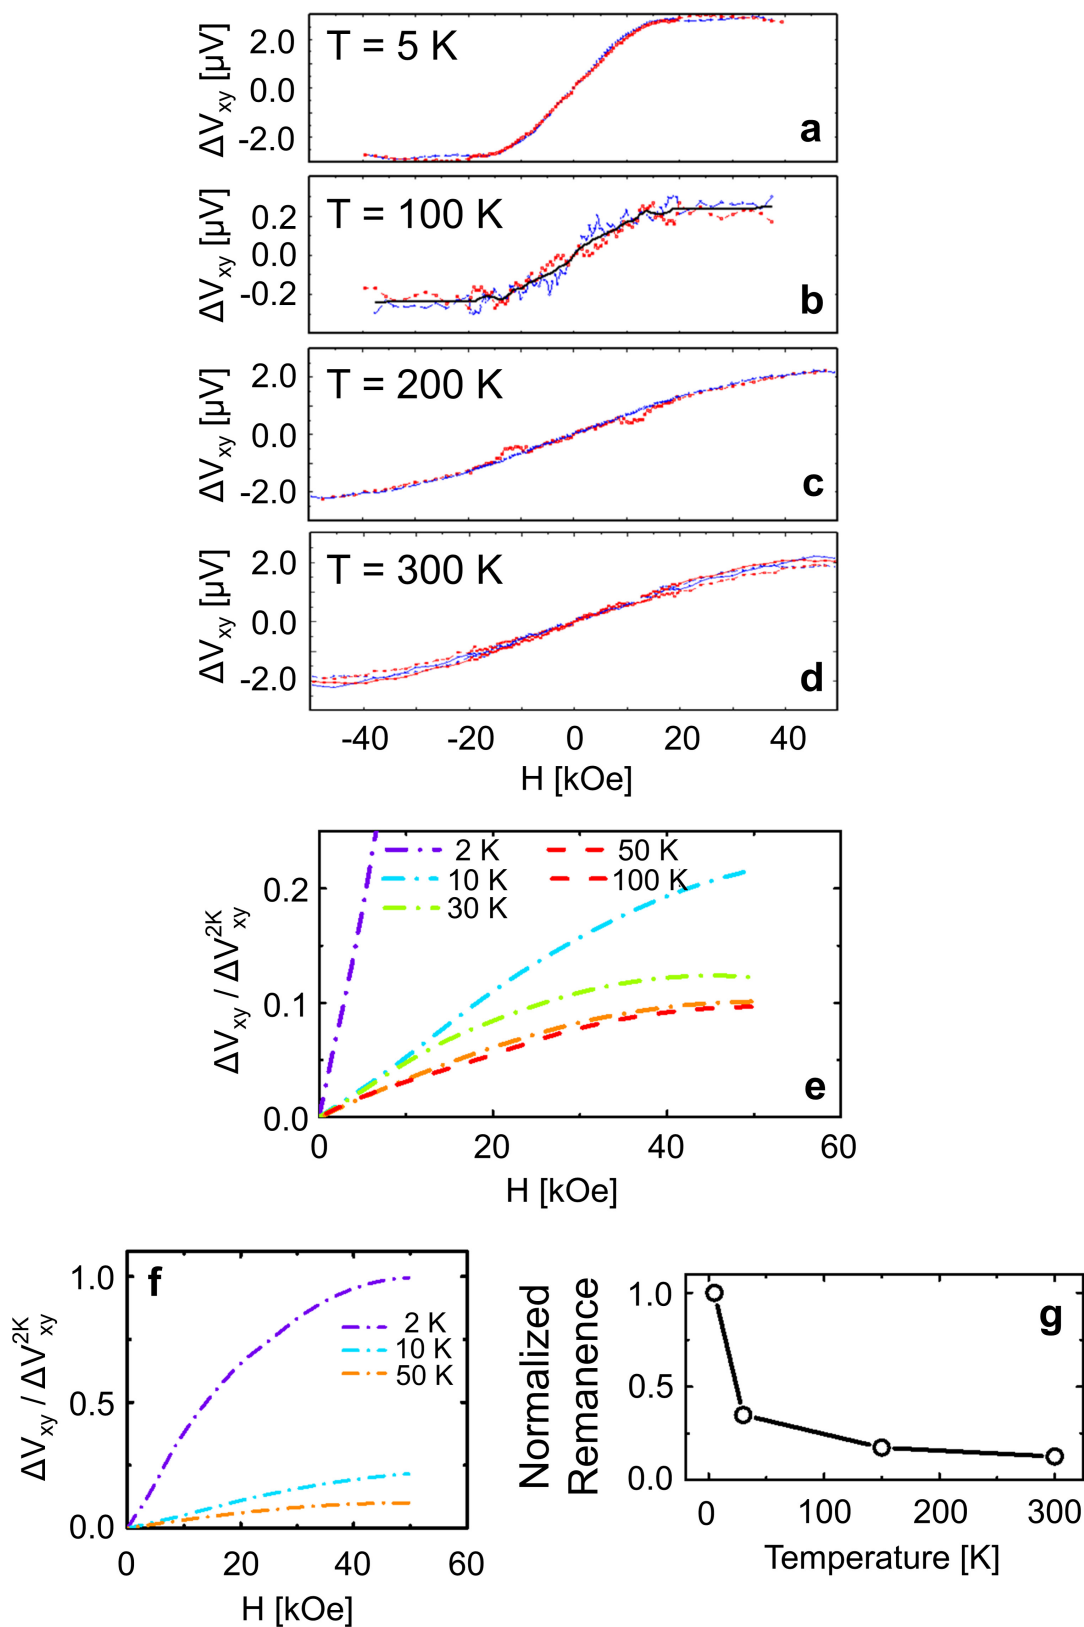 T = 5 K
ΔVxy [µV]
2.0
0.0
-2.0
a
T = 100 K
ΔVxy [µV]
0.2
0.0
-0.2
b
T = 200 K
ΔVxy [µV]
2.0
0.0
-2.0
c
T = 300 K
ΔVxy [µV]
2.0
0.0
-2.0
d
-40 -20 0 20 40
H [kOe]
ΔVxy / ΔV2Kxy
0.2
0.1
0.0
2 K 50 K
10 K 100 K
30 K
e
0 20 40 60
H [kOe]
ΔVxy / ΔV2Kxy
1.0
0.5
0.0
f
2 K
10 K
50 K
0 20 40 60
H [kOe]
Normalized
Remanence
1.0
0.5
0.0
g
0 100 200 300
Temperature [K]